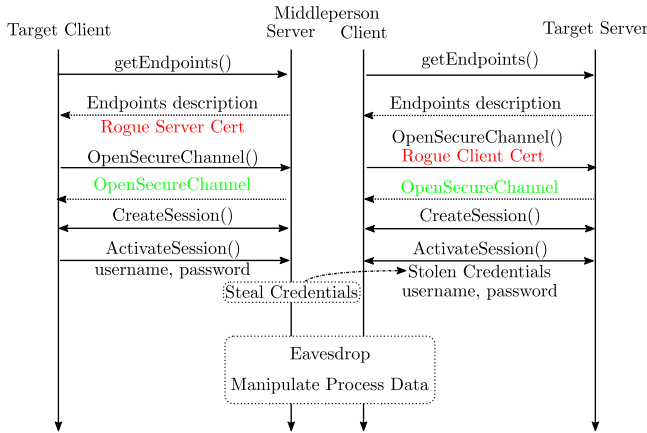 Middleperson
Target Client
Server
Client
Target Server
getEndpoints()
getEndpoints()
Endpoints description
Endpoints description
Rogue Server Cert
OpenSecureChannel()
OpenSecureChannel()
Rogue Client Cert
OpenSecureChannel
OpenSecureChannel
CreateSession()
CreateSession()
ActivateSession()
ActivateSession()
username, password
Stolen Credentials
username, password
Steal Credentials
Eavesdrop
Manipulate Process Data